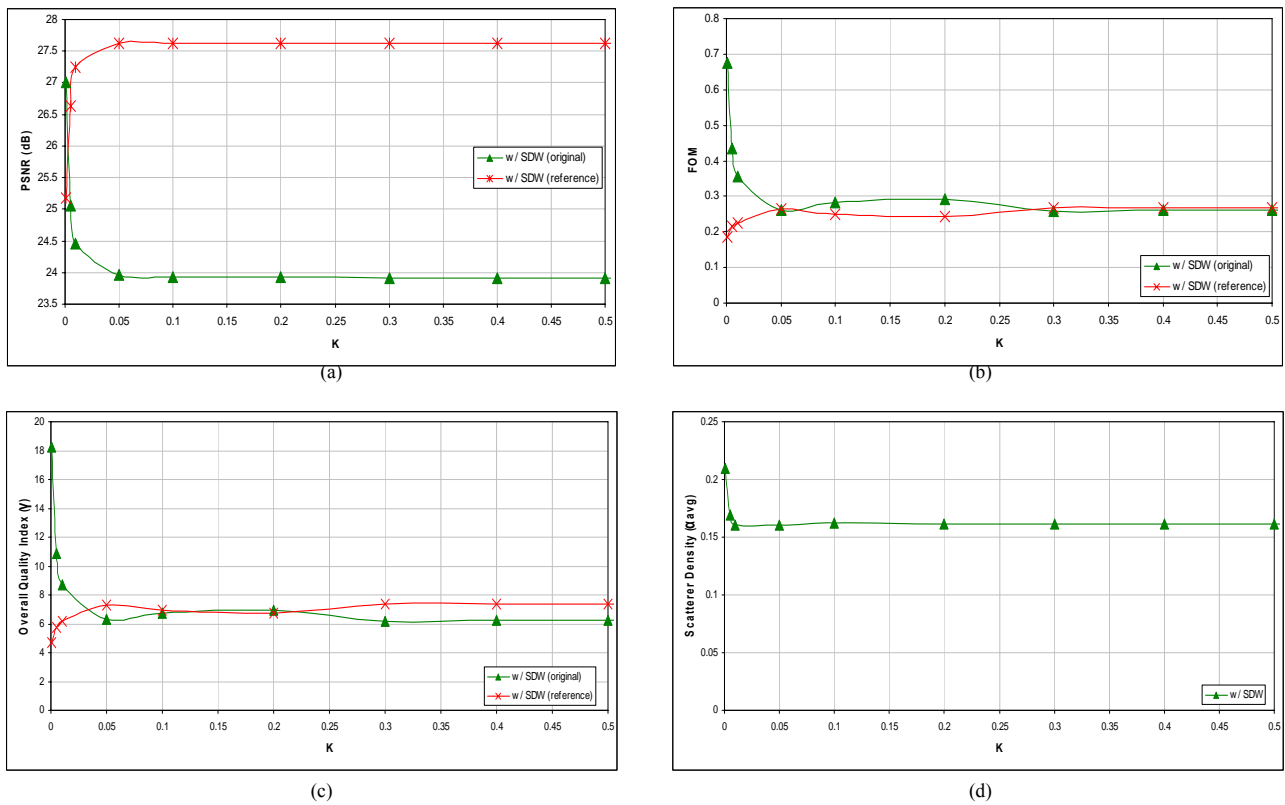 28
27.5
27
26.5
26
25.5
25
24.5
24
23.5
PSNR (dB)
0 0.05 0.1 0.15 0.2 0.25 0.3 0.35 0.4 0.45 0.5
K
w/ SDW (original)
w/ SDW (reference)
(a)
0.8
0.7
0.6
0.5
0.4
0.3
0.2
0.1
0
FOM
0 0.05 0.1 0.15 0.2 0.25 0.3 0.35 0.4 0.45 0.5
K
w/ SDW (original)
w/ SDW (reference)
(b)
20
18
16
14
12
10
8
6
4
2
0
Overall Quality Index (γ)
0 0.05 0.1 0.15 0.2 0.25 0.3 0.35 0.4 0.45 0.5
K
w/ SDW (original)
w/ SDW (reference)
(c)
0.25
0.2
0.15
0.1
0.05
0
Scatterer Density (αavg)
0 0.05 0.1 0.15 0.2 0.25 0.3 0.35 0.4 0.45 0.5
K
w/ SDW
(d)